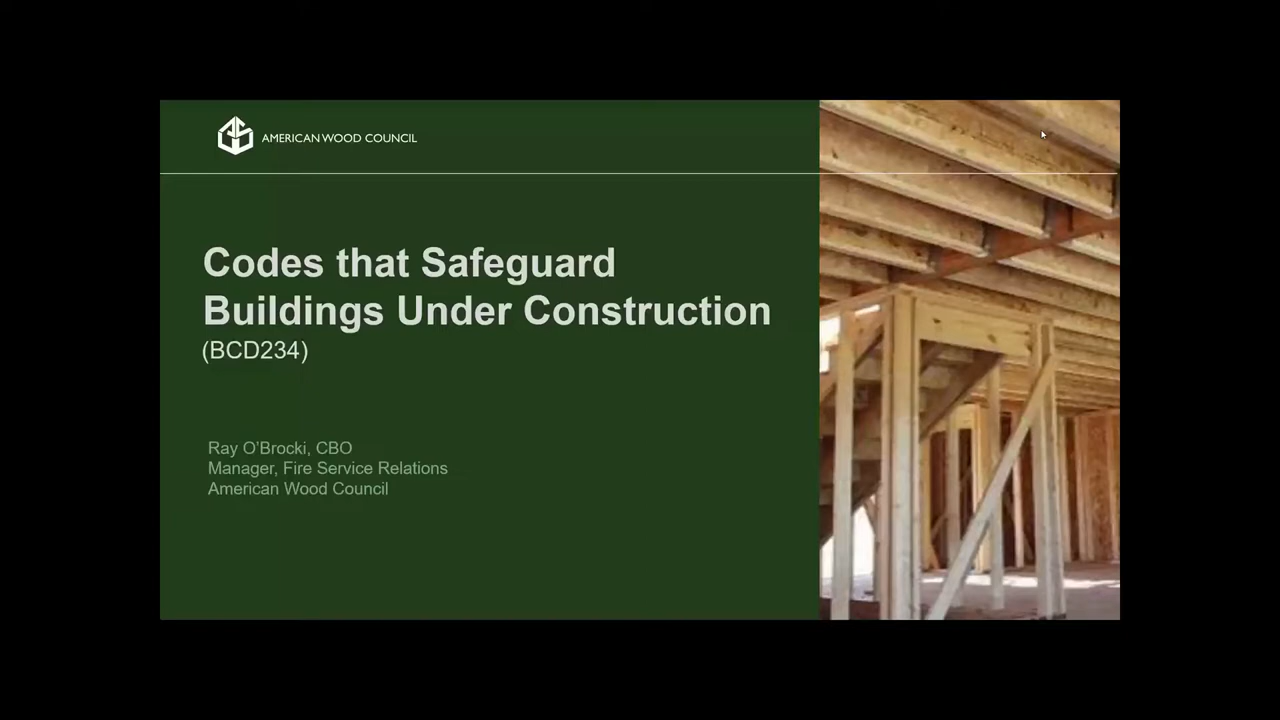 AMERICAN WOOD COUNCIL
Codes that Safeguard
Buildings Under Construction
(BCD234)
Ray O'Brocki, CBO
Manager, Fire Service Relations
American Wood Council